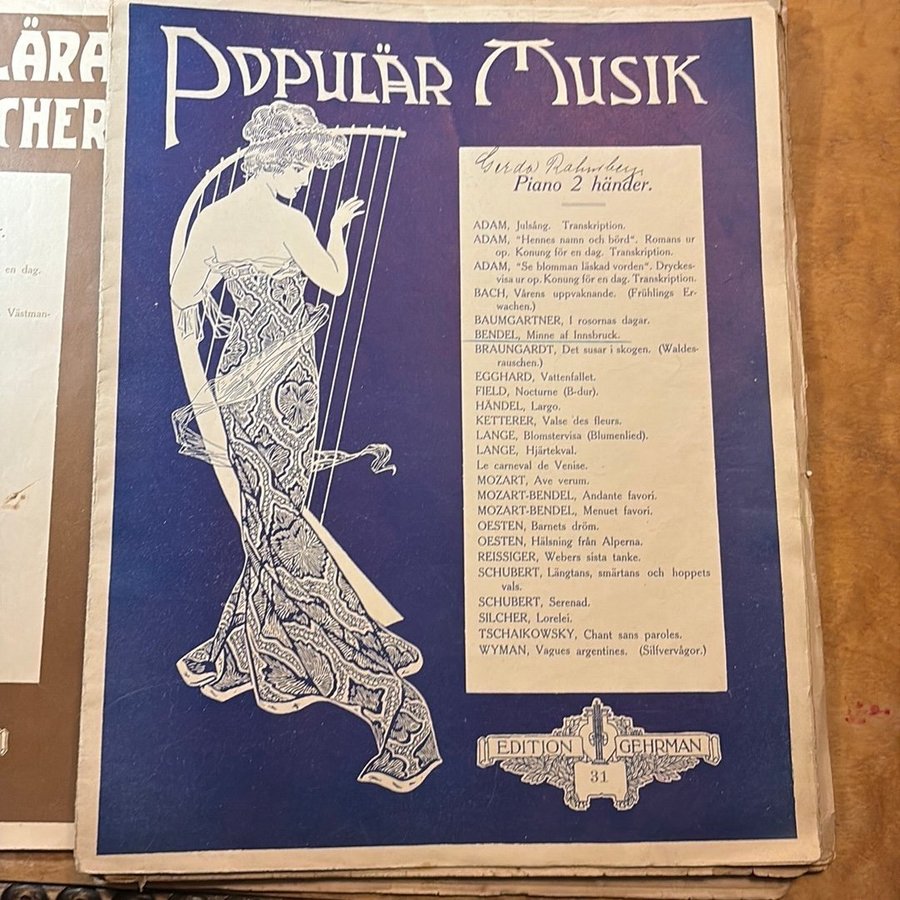 LÄRA
CHER
en dag.
Västman-
POPULÄR MUSIK
Gerda
Piano 2 händer.
ADAM, Julsång. Transkription.
ADAM, "Hennes namn och börd". Romans ur
op. Konung för en dag. Transkription.
ADAM, "Se blomman läskad vorden". Dryckes-
visa ur op. Konung för en dag. Transkription.
BACH, Vårens uppvaknande. (Frühlings Er-
wachen.)
BAUMGARTNER, I rosornas dagar.
BENDEL, Minne af Innsbruck.
BRAUNGARDT, Det susar i skogen. (Waldes-
rauschen.)
EGGHARD, Vattenfallet.
FIELD, Nocturne (B-dur).
HÄNDEL, Largo.
KETTERER, Valse des fleurs.
LANGE, Blomstervisa (Blumenlied).
LANGE, Hjärtekval.
Le carneval de Venise.
MOZART, Ave verum.
MOZART-BENDEL, Andante favori.
MOZART-BENDEL, Menuet favori.
OESTEN, Barnets dröm.
OESTEN, Hälsning från Alperna.
REISSIGER, Webers sista tanke.
SCHUBERT, Längtans, smärtans och hoppets
vals.
SCHUBERT, Serenad.
SILCHER, Lorelei.
TSCHAIKOWSKY, Chant sans paroles.
WYMAN, Vagues argentines. (Silfvervågor.)
EDITION GEHRMAN
31